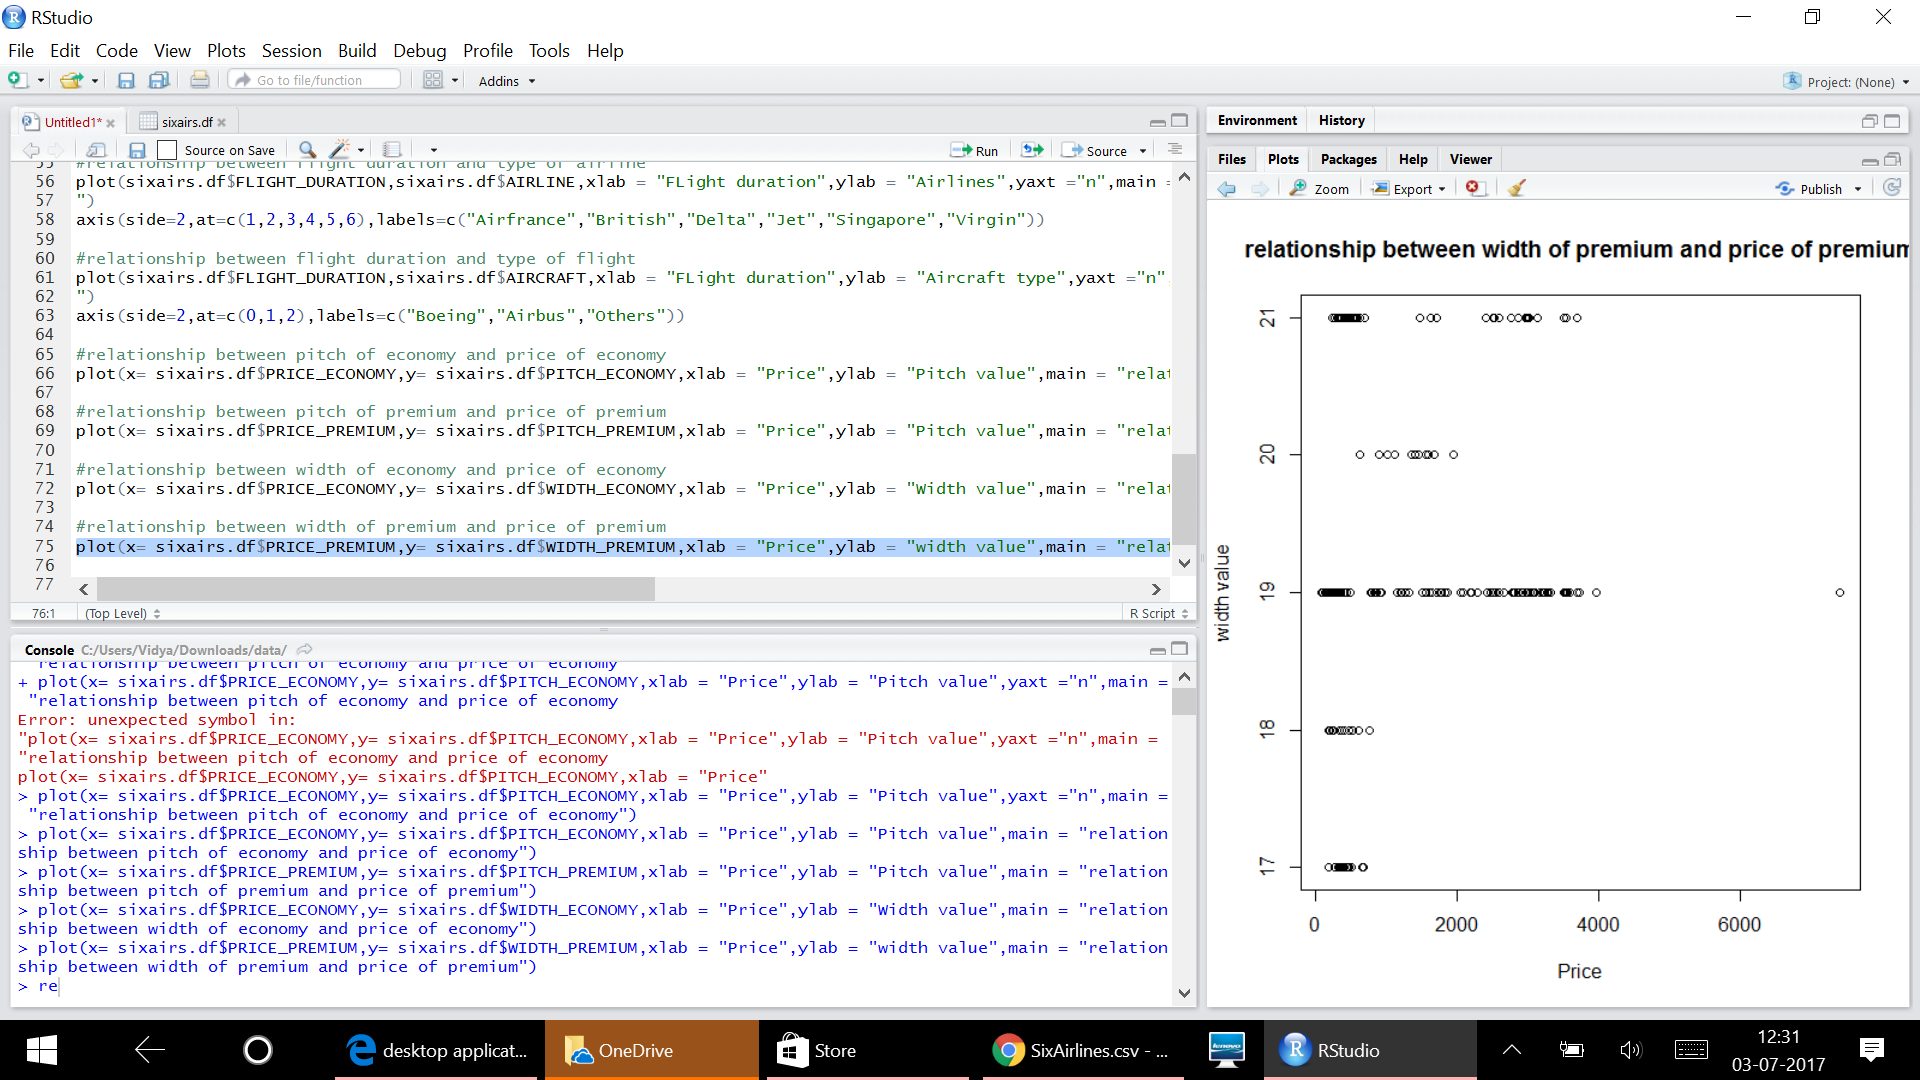 RStudio
File Edit Code View Plots Session Build Debug Profile Tools Help
Go to file/function Addins Project: (None)
Untitled1* sixairs.df
Source on Save Run Source
55 #relationship between flight duration and type of airline
56 plot(sixairs.df$FLIGHT_DURATION,sixairs.df$AIRLINE,xlab = "FLight duration",ylab = "Airlines",yaxt ="n",main =
57 ")
58 axis(side=2,at=c(1,2,3,4,5,6),labels=c("Airfrance","British","Delta","Jet","Singapore","Virgin"))
59
60 #relationship between flight duration and type of flight
61 plot(sixairs.df$FLIGHT_DURATION,sixairs.df$AIRCRAFT,xlab = "FLight duration",ylab = "Aircraft type",yaxt ="n"
62 ")
63 axis(side=2,at=c(0,1,2),labels=c("Boeing","Airbus","Others"))
64
65 #relationship between pitch of economy and price of economy
66 plot(x= sixairs.df$PRICE_ECONOMY,y= sixairs.df$PITCH_ECONOMY,xlab = "Price",ylab = "Pitch value",main = "relat
67
68 #relationship between pitch of premium and price of premium
69 plot(x= sixairs.df$PRICE_PREMIUM,y= sixairs.df$PITCH_PREMIUM,xlab = "Price",ylab = "Pitch value",main = "relat
70
71 #relationship between width of economy and price of economy
72 plot(x= sixairs.df$PRICE_ECONOMY,y= sixairs.df$WIDTH_ECONOMY,xlab = "Price",ylab = "Width value",main = "relat
73
74 #relationship between width of premium and price of premium
75 plot(x= sixairs.df$PRICE_PREMIUM,y= sixairs.df$WIDTH_PREMIUM,xlab = "Price",ylab = "width value",main = "relat
76
77
76:1 (Top Level) R Script
Console C:/Users/Vidya/Downloads/data/
"relationship between pitch of economy and price of economy
+ plot(x= sixairs.df$PRICE_ECONOMY,y= sixairs.df$PITCH_ECONOMY,xlab = "Price",ylab = "Pitch value",yaxt ="n",main =
"relationship between pitch of economy and price of economy
Error: unexpected symbol in:
"plot(x= sixairs.df$PRICE_ECONOMY,y= sixairs.df$PITCH_ECONOMY,xlab = "Price",ylab = "Pitch value",yaxt ="n",main =
"relationship between pitch of economy and price of economy
plot(x= sixairs.df$PRICE_ECONOMY,y= sixairs.df$PITCH_ECONOMY,xlab = "Price"
> plot(x= sixairs.df$PRICE_ECONOMY,y= sixairs.df$PITCH_ECONOMY,xlab = "Price",ylab = "Pitch value",yaxt ="n",main =
"relationship between pitch of economy and price of economy")
> plot(x= sixairs.df$PRICE_ECONOMY,y= sixairs.df$PITCH_ECONOMY,xlab = "Price",ylab = "Pitch value",main = "relation
ship between pitch of economy and price of economy")
> plot(x= sixairs.df$PRICE_PREMIUM,y= sixairs.df$PITCH_PREMIUM,xlab = "Price",ylab = "Pitch value",main = "relation
ship between pitch of premium and price of premium")
> plot(x= sixairs.df$PRICE_ECONOMY,y= sixairs.df$WIDTH_ECONOMY,xlab = "Price",ylab = "Width value",main = "relation
ship between width of economy and price of economy")
> plot(x= sixairs.df$PRICE_PREMIUM,y= sixairs.df$WIDTH_PREMIUM,xlab = "Price",ylab = "width value",main = "relation
ship between width of premium and price of premium")
> re
Environment History
Files Plots Packages Help Viewer
Zoom Export Publish
relationship between width of premium and price of premium
21
20
19
18
17
width value
0 2000 4000 6000
Price
desktop applicat... OneDrive Store SixAirlines.csv - ... lenovo RStudio
12:31
03-07-2017